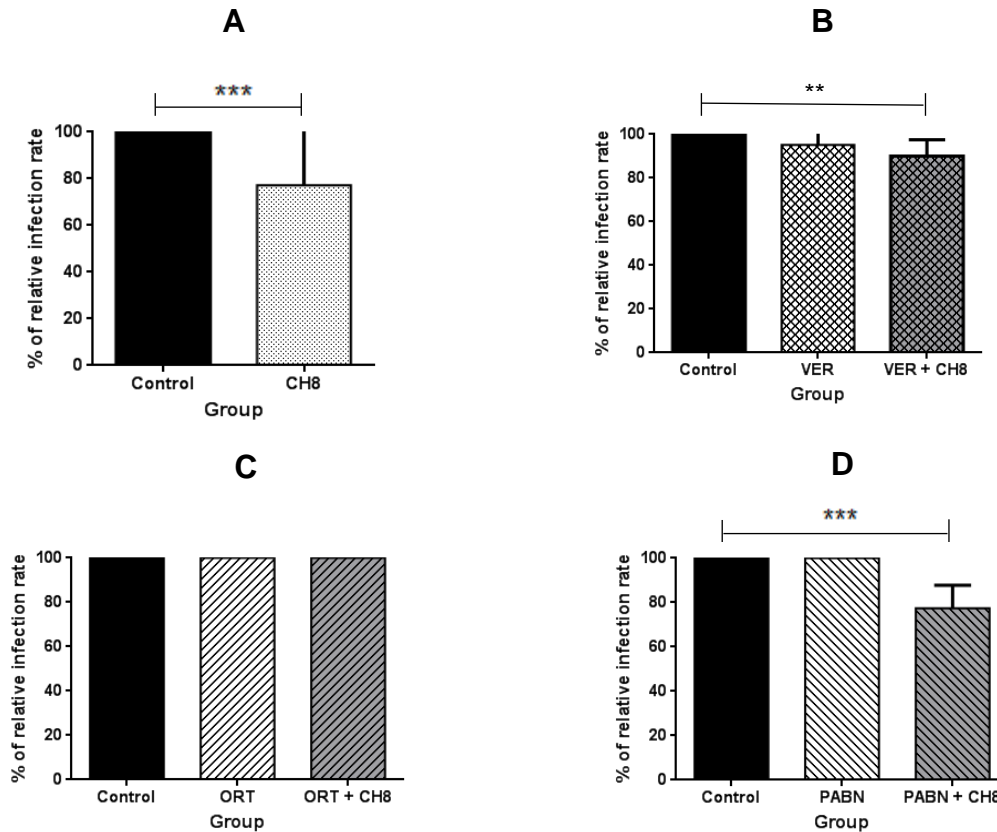 A
***
% of relative infection rate
100
80
60
40
20
0
Control CH8
Group
B
**
% of relative infection rate
100
80
60
40
20
0
Control VER VER + CH8
Group
C
% of relative infection rate
100
80
60
40
20
0
Control ORT ORT + CH8
Group
D
***
% of relative infection rate
100
80
60
40
20
0
Control PABN PABN + CH8
Group